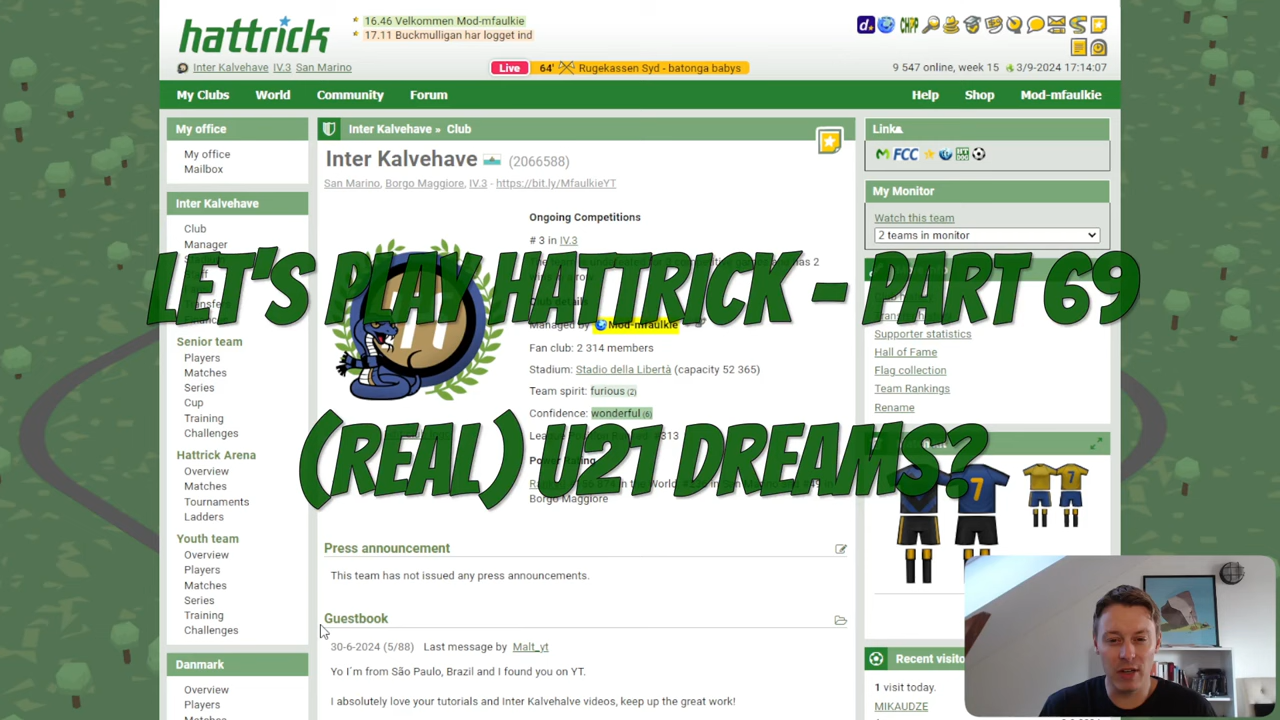 hattrick
16.46 Velkommen Mod-mfaulkie
17.11 Buckmulligan har logget ind
Inter Kalvehave IV.3 San Marino
Live 64' Rugekassen Syd - batonga babys
9 547 online, week 15 3/9-2024 17:14:07
My Clubs World Community Forum
Help Shop Mod-mfaulkie
My office
My office
Mailbox
Inter Kalvehave
Club
Manager
Senior team
Players
Matches
Series
Cup
Training
Challenges
Hattrick Arena
Overview
Matches
Tournaments
Ladders
Youth team
Overview
Players
Matches
Series
Training
Challenges
Danmark
Overview
Players
Inter Kalvehave » Club
Inter Kalvehave (2066588)
San Marino, Borgo Maggiore, IV.3 - https://bit.ly/MfaulkieYT
Ongoing Competitions
# 3 in IV.3
LET'S PLAY HATTRICK - PART 69
Managed by Mod-mfaulkie
Fan club: 2 314 members
Stadium: Stadio della Libertà (capacity 52 365)
Team spirit: furious (2)
Confidence: wonderful (6)
(REAL) U21 DREAMS?
Borgo Maggiore
Press announcement
This team has not issued any press announcements.
Guestbook
30-6-2024 (5/88) Last message by Malt_yt
Yo I´m from São Paulo, Brazil and I found you on YT.
I absolutely love your tutorials and Inter Kalvehalve videos, keep up the great work!
Links
FCC
My Monitor
Watch this team
2 teams in monitor
Supporter statistics
Hall of Fame
Flag collection
Team Rankings
Rename
7
7
Recent visito
1 visit today.
MIKAUDZE